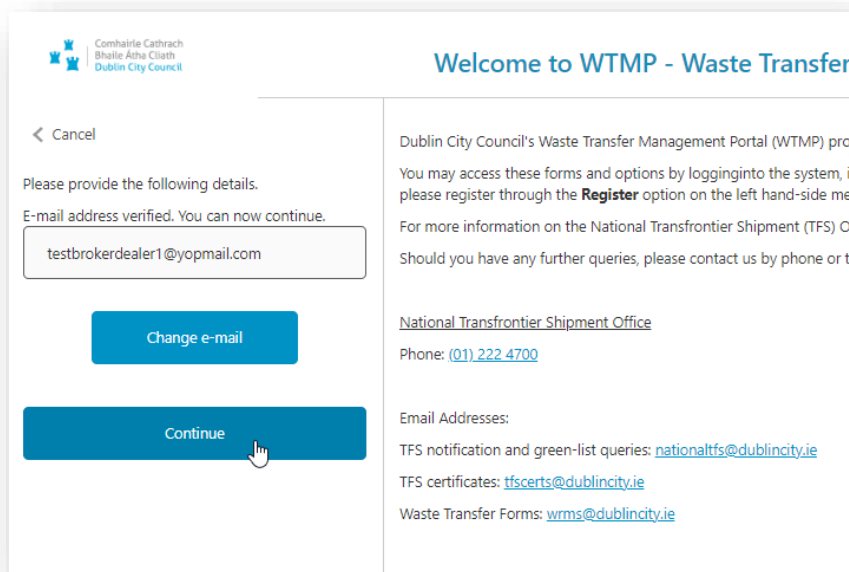 Comhairle Cathrach
Bhaile Átha Cliath
Dublin City Council
Welcome to WTMP - Waste Transfer
Cancel
Please provide the following details.
E-mail address verified. You can now continue.
testbrokerdealer1@yopmail.com
Change e-mail
Continue
Dublin City Council's Waste Transfer Management Portal (WTMP) pro
You may access these forms and options by logginginto the system, i
please register through the Register option on the left hand-side me
For more information on the National Transfrontier Shipment (TFS) O
Should you have any further queries, please contact us by phone or t
National Transfrontier Shipment Office
Phone: (01) 222 4700
Email Addresses:
TFS notification and green-list queries: nationaltfs@dublincity.ie
TFS certificates: tfscerts@dublincity.ie
Waste Transfer Forms: wrms@dublincity.ie